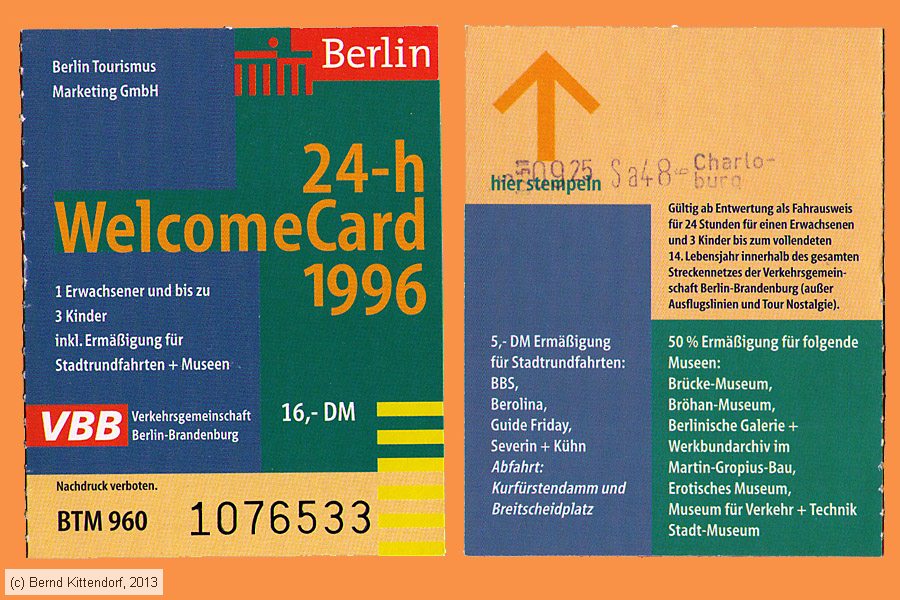 Berlin Tourismus
Marketing GmbH
Berlin
24-h
WelcomeCard
1996
1 Erwachsener und bis zu
3 Kinder
inkl. Ermäßigung für
Stadtrundfahrten + Museen
VBB
Verkehrsgemeinschaft
Berlin-Brandenburg
16,- DM
Nachdruck verboten.
BTM 960
1076533
0925 Sa48 Charlo-
burg
hier stempeln
Gültig ab Entwertung als Fahrausweis
für 24 Stunden für einen Erwachsenen
und 3 Kinder bis zum vollendeten
14. Lebensjahr innerhalb des gesamten
Streckennetzes der Verkehrsgemein-
schaft Berlin-Brandenburg (außer
Ausflugslinien und Tour Nostalgie).
5,- DM Ermäßigung
für Stadtrundfahrten:
BBS,
Berolina,
Guide Friday,
Severin + Kühn
Abfahrt:
Kurfürstendamm und
Breitscheidplatz
50 % Ermäßigung für folgende
Museen:
Brücke-Museum,
Bröhan-Museum,
Berlinische Galerie +
Werkbundarchiv im
Martin-Gropius-Bau,
Erotisches Museum,
Museum für Verkehr + Technik
Stadt-Museum
(c) Bernd Kittendorf, 2013